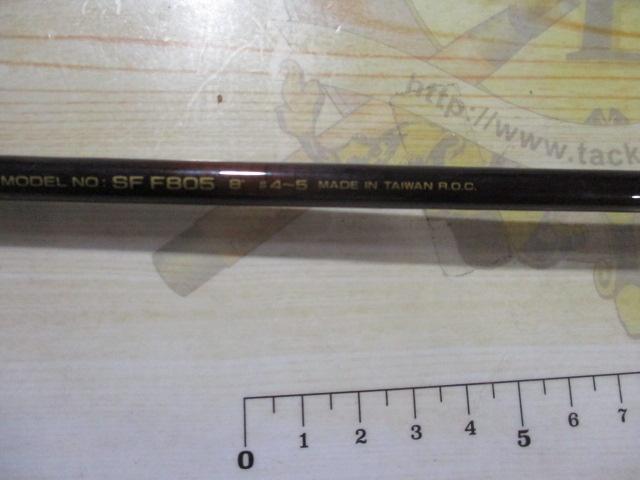 http://www.tack
MODEL NO: SF F805 8' #4~5 MADE IN TAIWAN R.O.C.
0 1 2 3 4 5 6 7